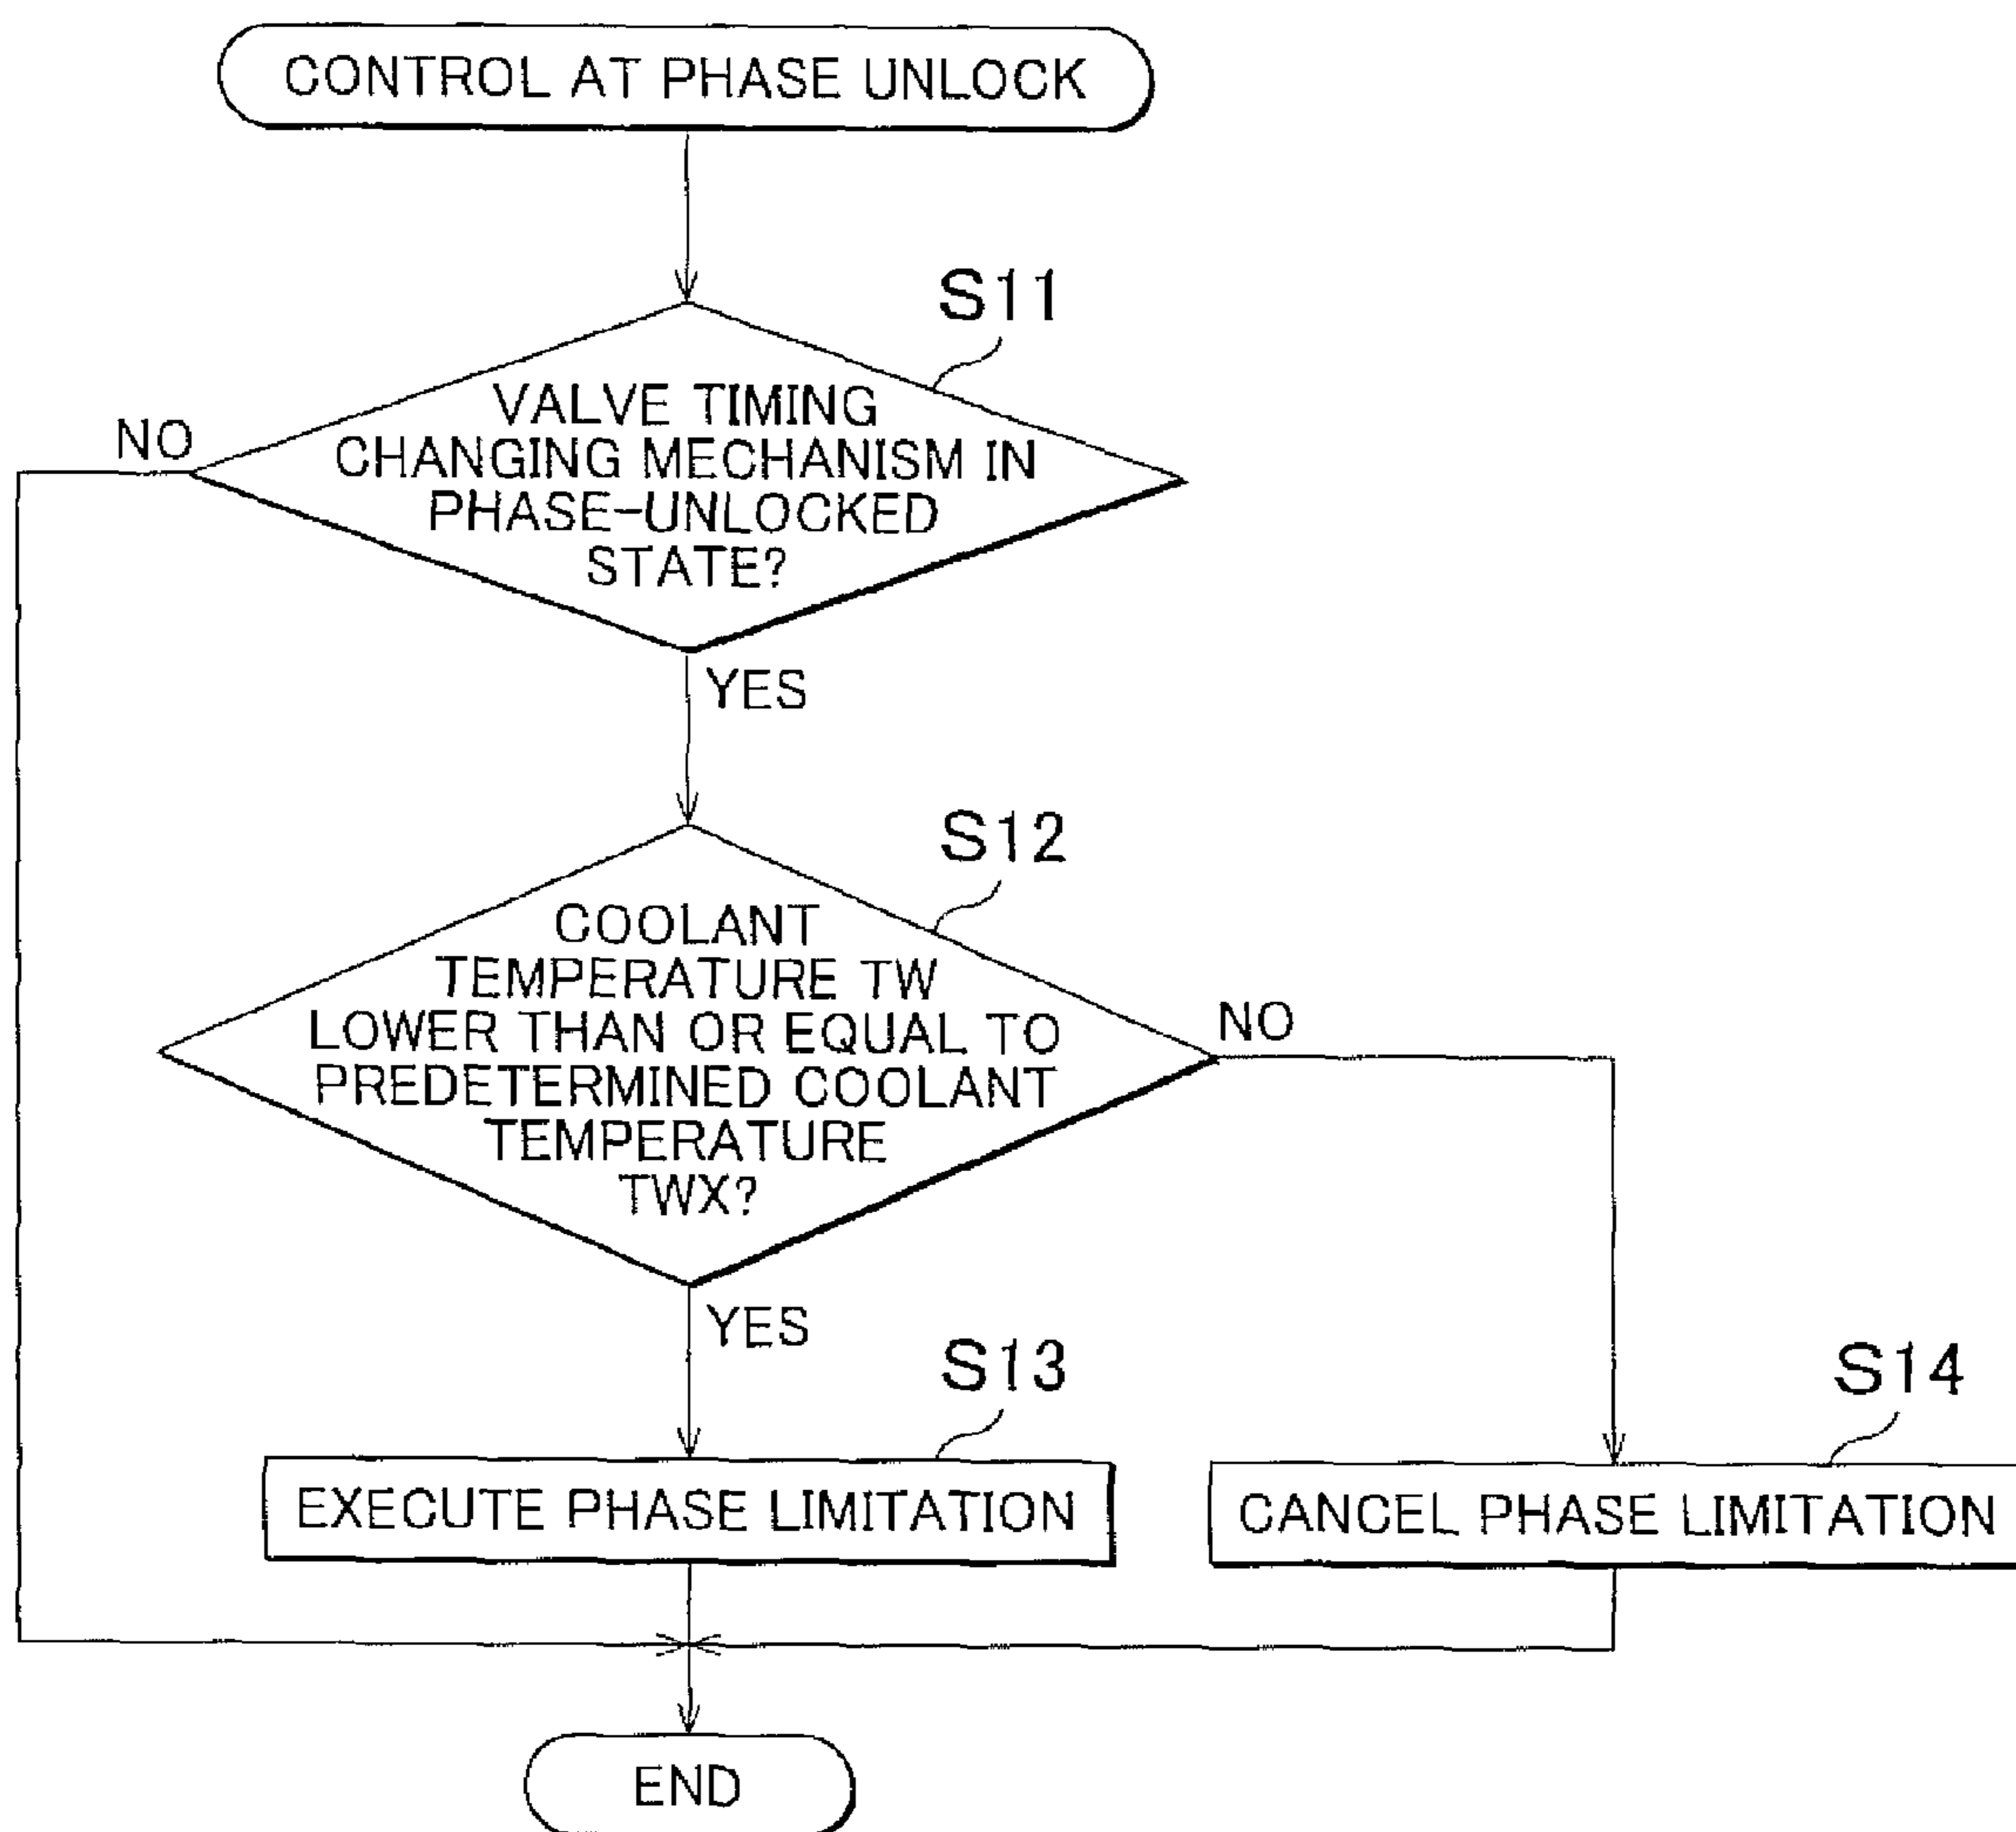 CONTROL AT PHASE UNLOCK
S11
VALVE TIMING
CHANGING MECHANISM IN
PHASE-UNLOCKED
STATE?
NO
YES
S12
COOLANT
TEMPERATURE TW
LOWER THAN OR EQUAL TO
PREDETERMINED COOLANT
TEMPERATURE
TWX?
NO
YES
S13
EXECUTE PHASE LIMITATION
S14
CANCEL PHASE LIMITATION
END